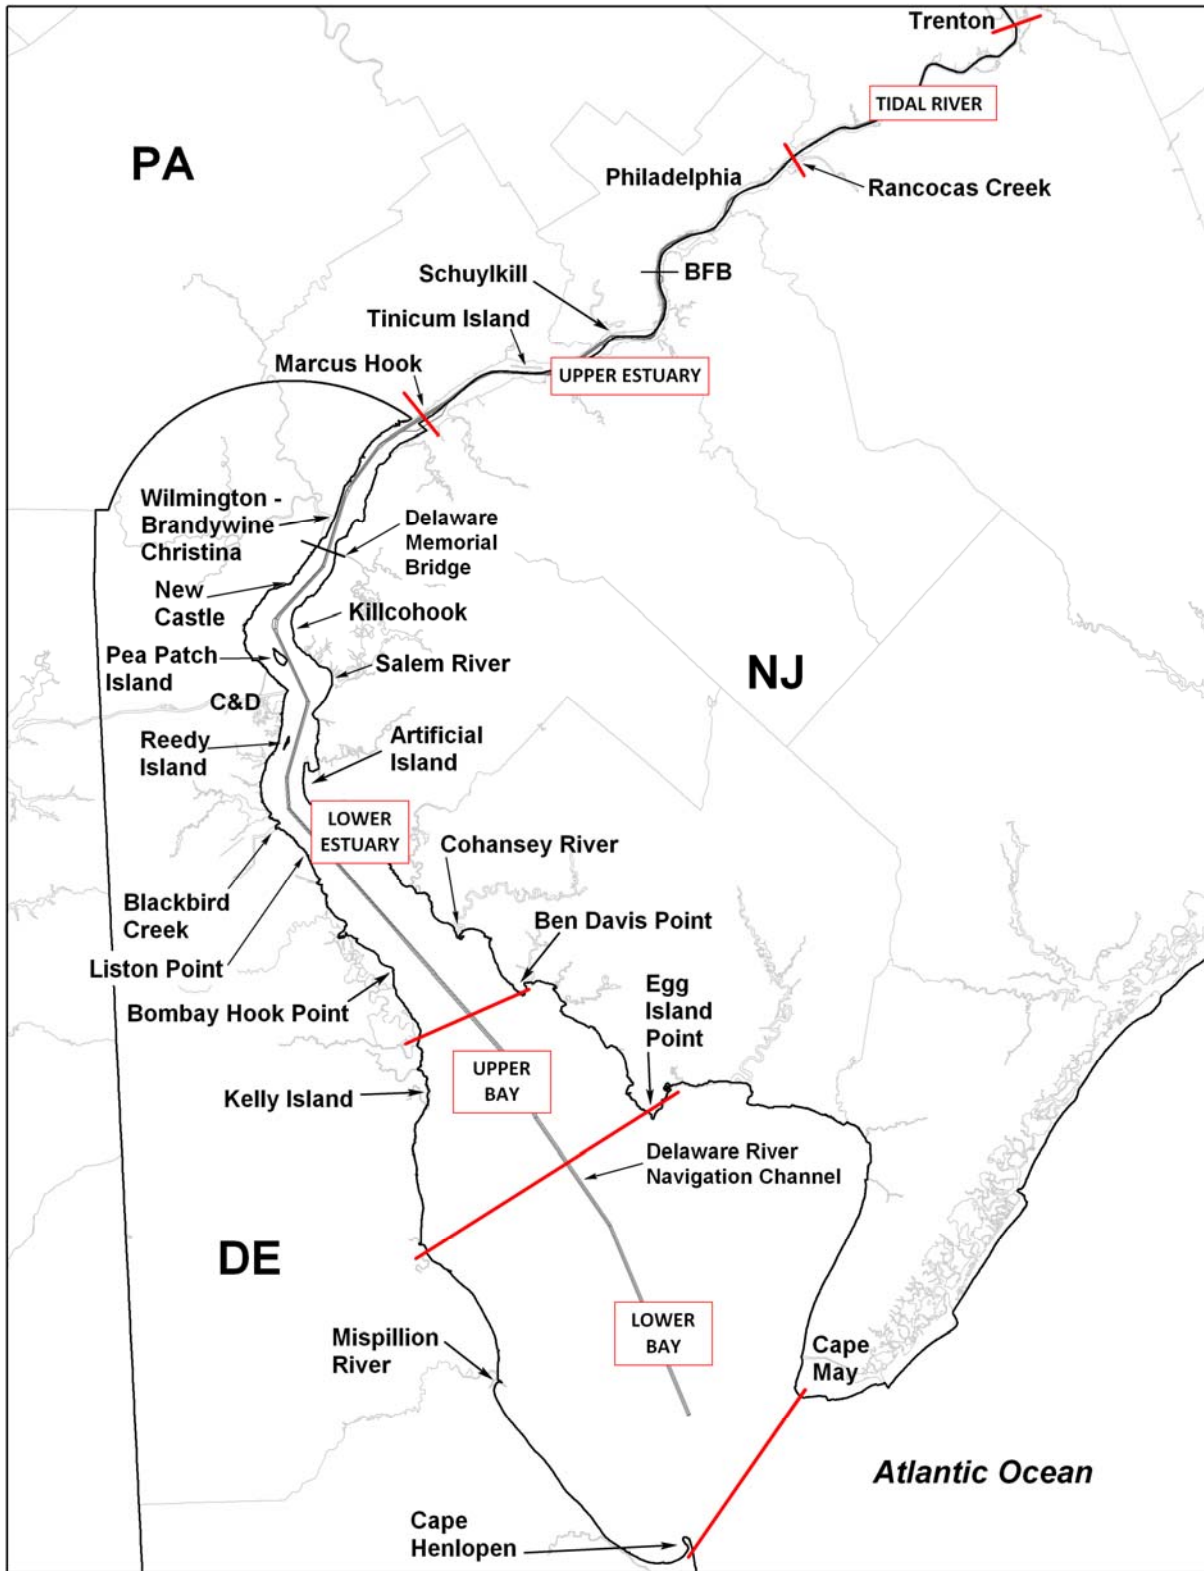 Trenton
TIDAL RIVER
PA
Philadelphia
Rancocas Creek
Schuylkill
BFB
Tinicum Island
Marcus Hook
UPPER ESTUARY
Wilmington -
Brandywine
Christina
Delaware
Memorial
Bridge
New
Castle
Killcohook
Pea Patch
Island
Salem River
NJ
C&D
Reedy
Island
Artificial
Island
LOWER
ESTUARY
Cohansey River
Blackbird
Creek
Ben Davis Point
Liston Point
Bombay Hook Point
Egg
Island
Point
UPPER
BAY
Kelly Island
Delaware River
Navigation Channel
DE
LOWER
BAY
Mispillion
River
Cape
May
Atlantic Ocean
Cape
Henlopen